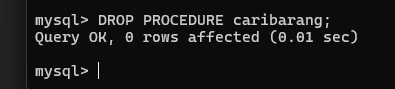 mysql> DROP PROCEDURE caribarang;
Query OK, 0 rows affected (0.01 sec)
mysql>